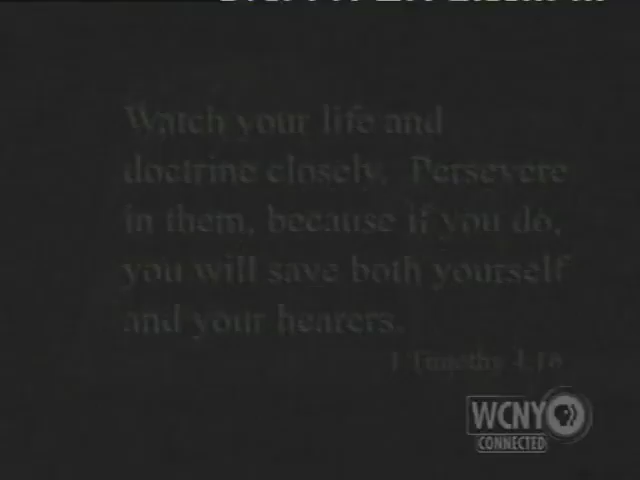 Watch your life and
doctrine closely. Persevere
in them, because if you do,
you will save both yourself
and your hearers.
1 Timothy 4:16
WCNY
CONNECTED